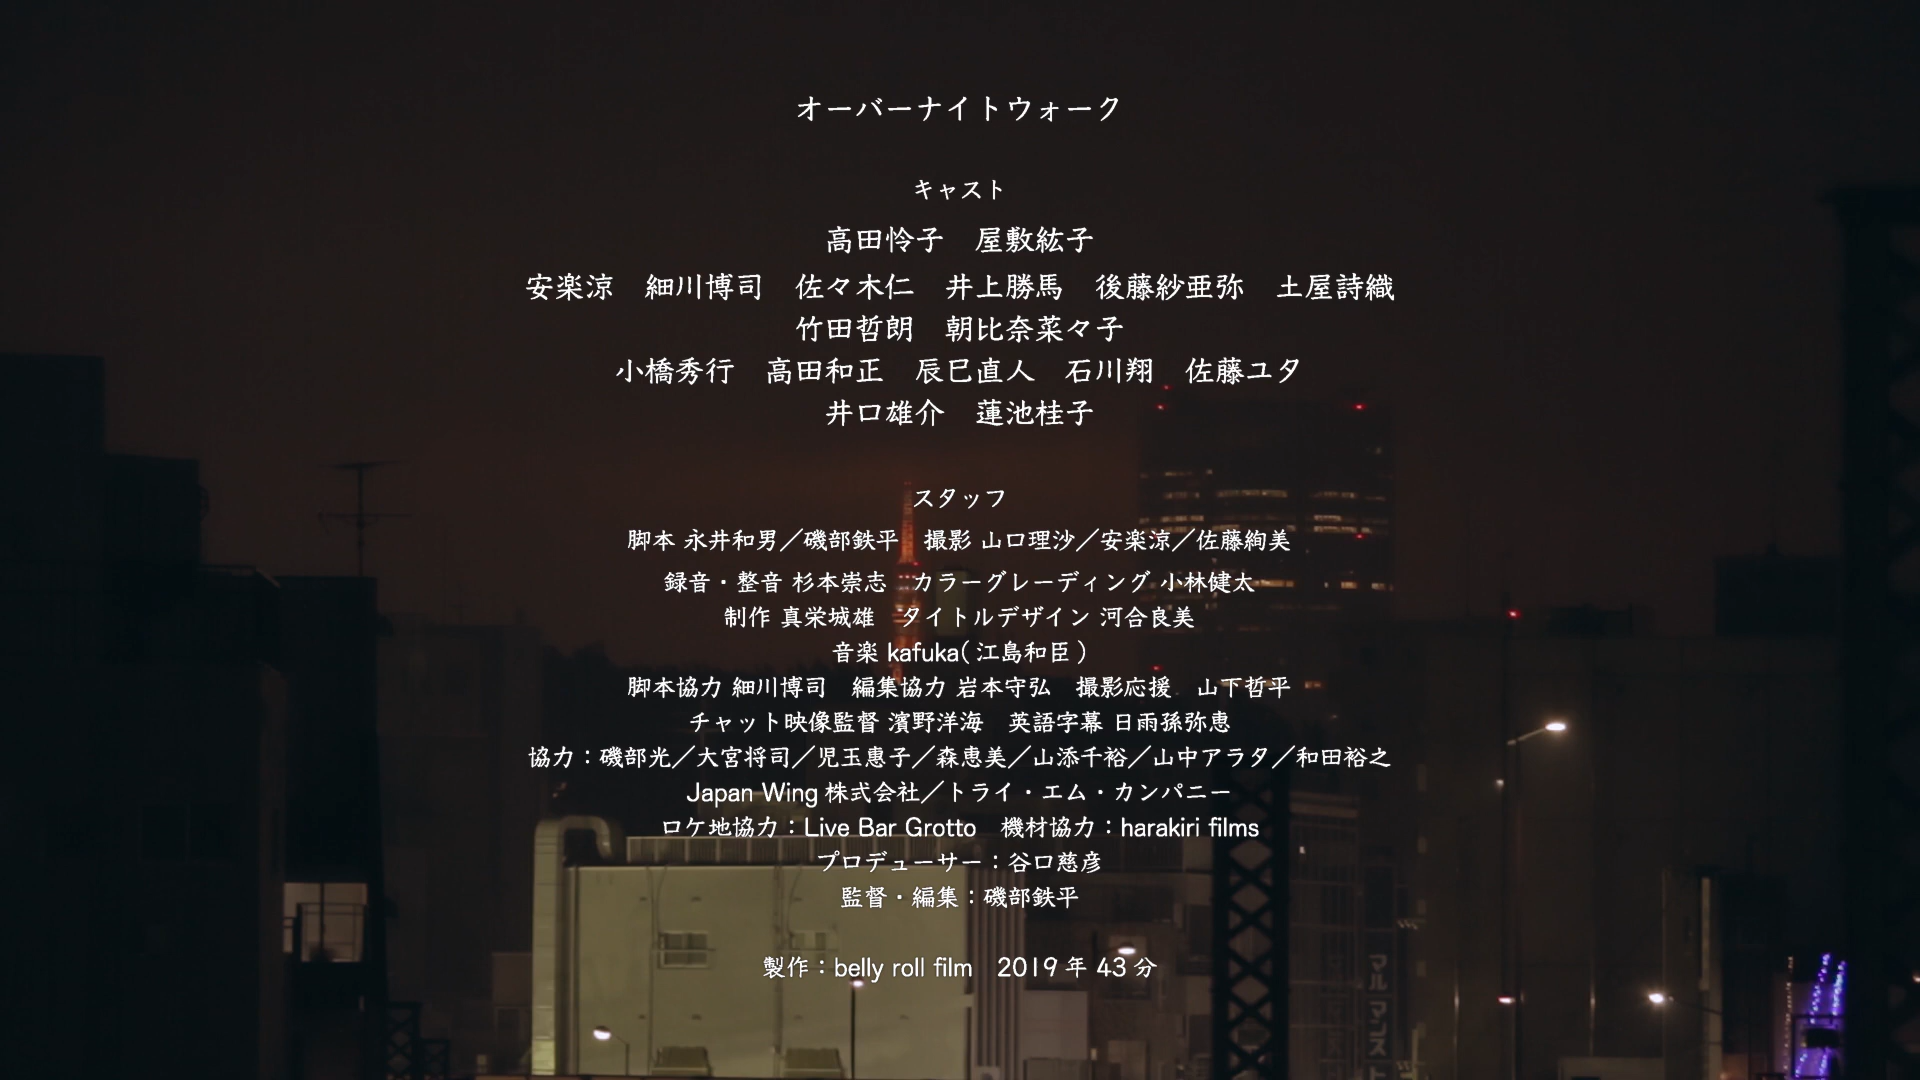 オーバーナイトウォーク
キャスト
高田怜子　屋敷紘子
安楽涼　細川博司　佐々木仁　井上勝馬　後藤紗亜弥　土屋詩織
竹田哲朗　朝比奈菜々子
小橋秀行　高田和正　辰巳直人　石川翔　佐藤ユタ
井口雄介　蓮池桂子
スタッフ
脚本 永井和男／磯部鉄平　撮影 山口理沙／安楽涼／佐藤絢美
録音・整音 杉本崇志　カラーグレーディング 小林健太
制作 真栄城雄　タイトルデザイン 河合良美
音楽 kafuka( 江島和臣 )
脚本協力 細川博司　編集協力 岩本守弘　撮影応援　山下哲平
チャット映像監督 濱野洋海　英語字幕 日雨孫弥恵
協力：磯部光／大宮将司／児玉惠子／森恵美／山添千裕／山中アラタ／和田裕之
Japan Wing 株式会社／トライ・エム・カンパニー
ロケ地協力：Live Bar Grotto　機材協力：harakiri films
プロデューサー：谷口慈彦
監督・編集：磯部鉄平
製作：belly roll film　2019 年 43 分
マルマンスト